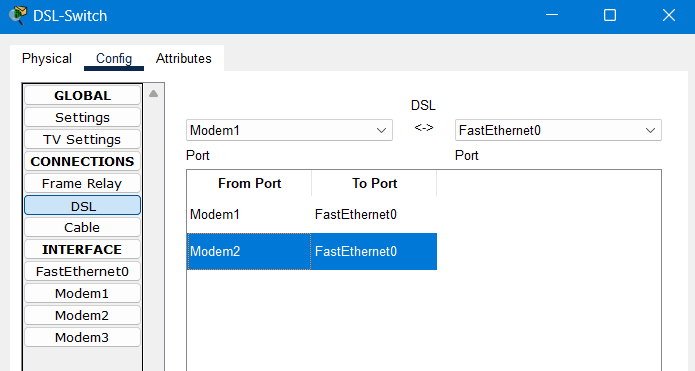 DSL-Switch
Physical Config Attributes
GLOBAL
Settings
TV Settings
CONNECTIONS
Frame Relay
DSL
Cable
INTERFACE
FastEthernet0
Modem1
Modem2
Modem3
DSL
Modem1 <-> FastEthernet0
Port Port
From Port To Port
Modem1 FastEthernet0
Modem2 FastEthernet0